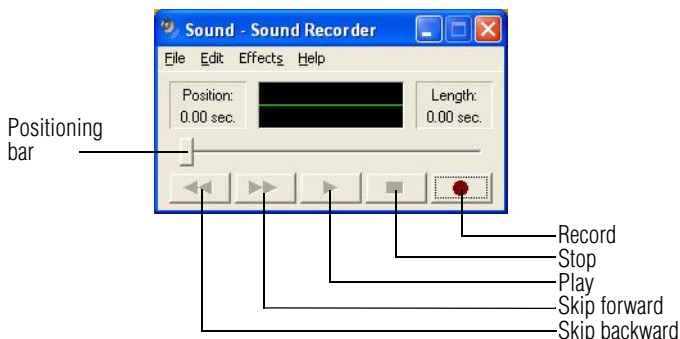 Sound - Sound Recorder
File Edit Effects Help
Position:
0.00 sec.
Length:
0.00 sec.
Positioning
bar
Record
Stop
Play
Skip forward
Skip backward